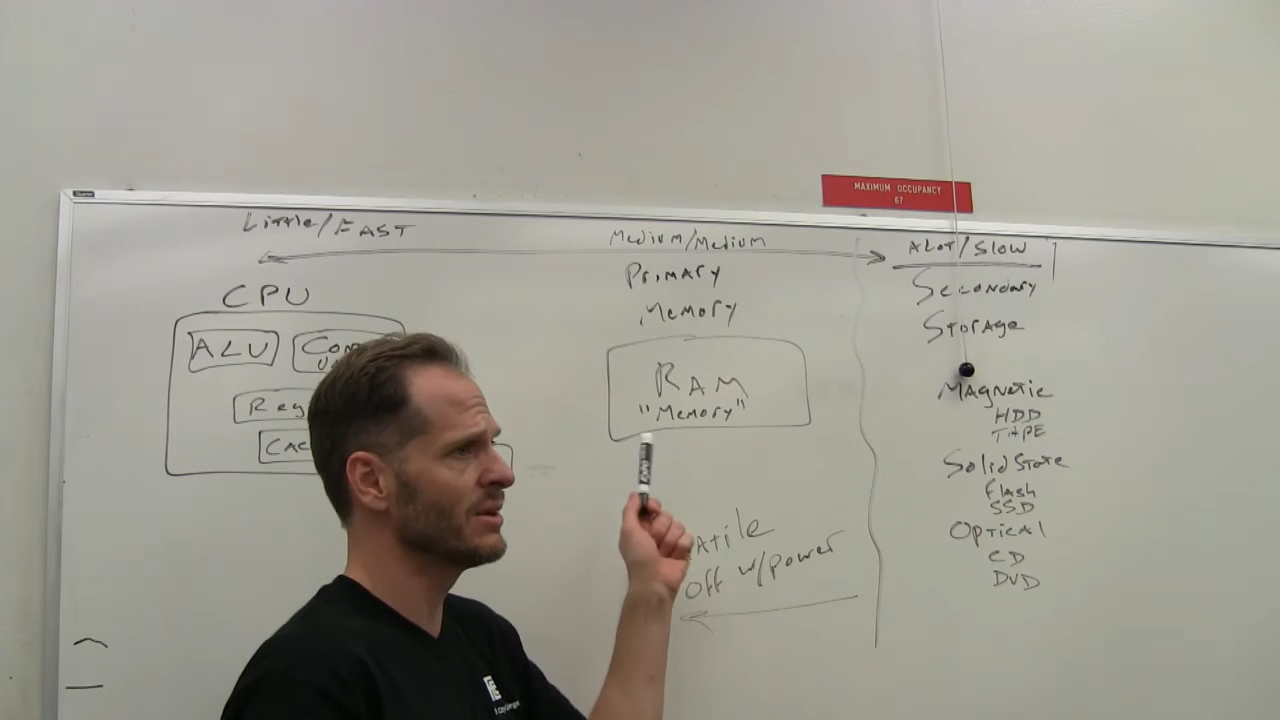 MAXIMUM OCCUPANCY
67
Little/FAST
Medium/Medium
ALOT/SLOW
CPU
Primary
Memory
Secondary
Storage
ALU
RAM
"Memory"
Magnetic
HDD
TAPE
Solid State
Flash
SSD
Optical
CD
DVD
Off w/power